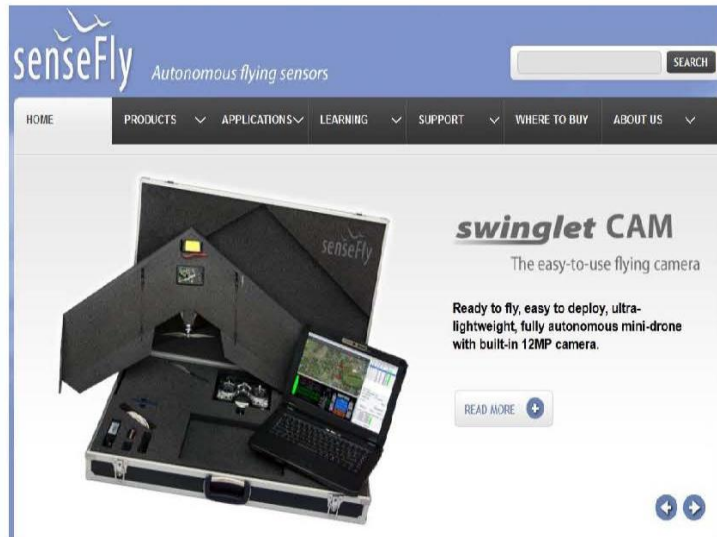 senseFly
Autonomous flying sensors
SEARCH
HOME
PRODUCTS
APPLICATIONS
LEARNING
SUPPORT
WHERE TO BUY
ABOUT US
senseFly
swinglet CAM
The easy-to-use flying camera
Ready to fly, easy to deploy, ultra-
lightweight, fully autonomous mini-drone
with built-in 12MP camera.
READ MORE